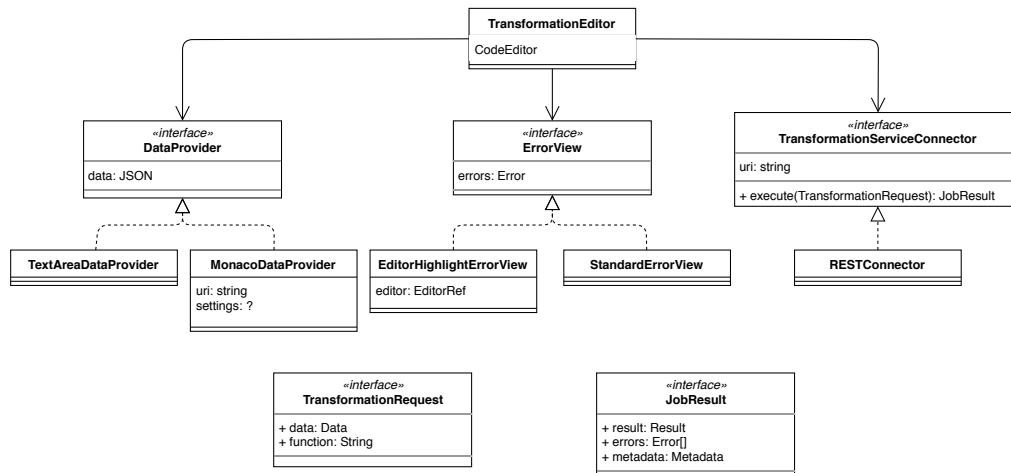 TransformationEditor
CodeEditor
«interface»
DataProvider
data: JSON
«interface»
ErrorView
errors: Error
«interface»
TransformationServiceConnector
uri: string
+ execute(TransformationRequest): JobResult
TextAreaDataProvider
MonacoDataProvider
uri: string
settings: ?
EditorHighlightErrorView
editor: EditorRef
StandardErrorView
RESTConnector
«interface»
TransformationRequest
+ data: Data
+ function: String
«interface»
JobResult
+ result: Result
+ errors: Error[]
+ metadata: Metadata